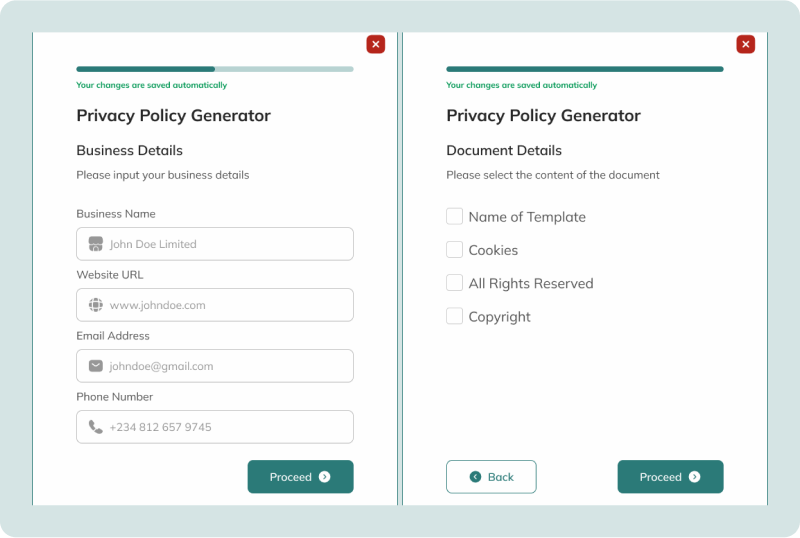 Your changes are saved automatically
Privacy Policy Generator
Business Details
Please input your business details
Business Name
John Doe Limited
Website URL
www.johndoe.com
Email Address
johndoe@gmail.com
Phone Number
+234 812 657 9745
Proceed
Your changes are saved automatically
Privacy Policy Generator
Document Details
Please select the content of the document
Name of Template
Cookies
All Rights Reserved
Copyright
Back
Proceed